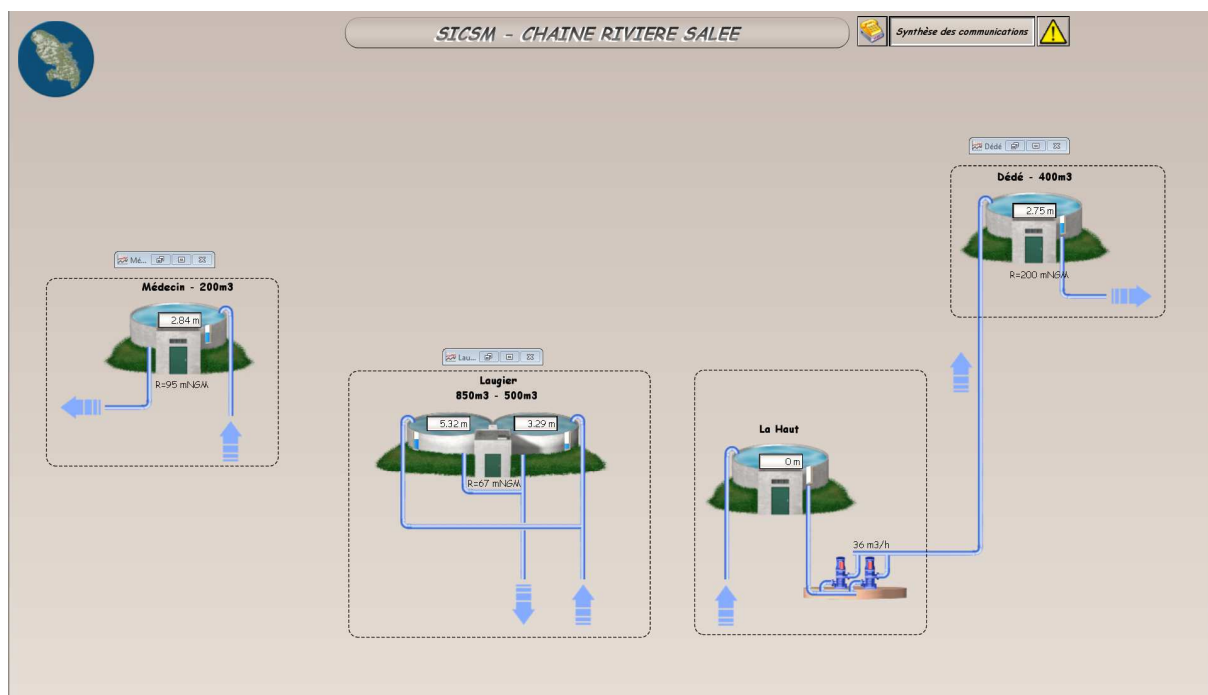 SICSM - CHAINE RIVIERE SALEE
Synthèse des communications
Dédé
Dédé - 400m3
2.75 m
R=200 mNGM
Mé...
Médecin - 200m3
2.84 m
R=95 mNGM
Lau...
Laugier
850m3 - 500m3
5.32 m
3.29 m
R=67 mNGM
La Haut
0 m
36 m3/h